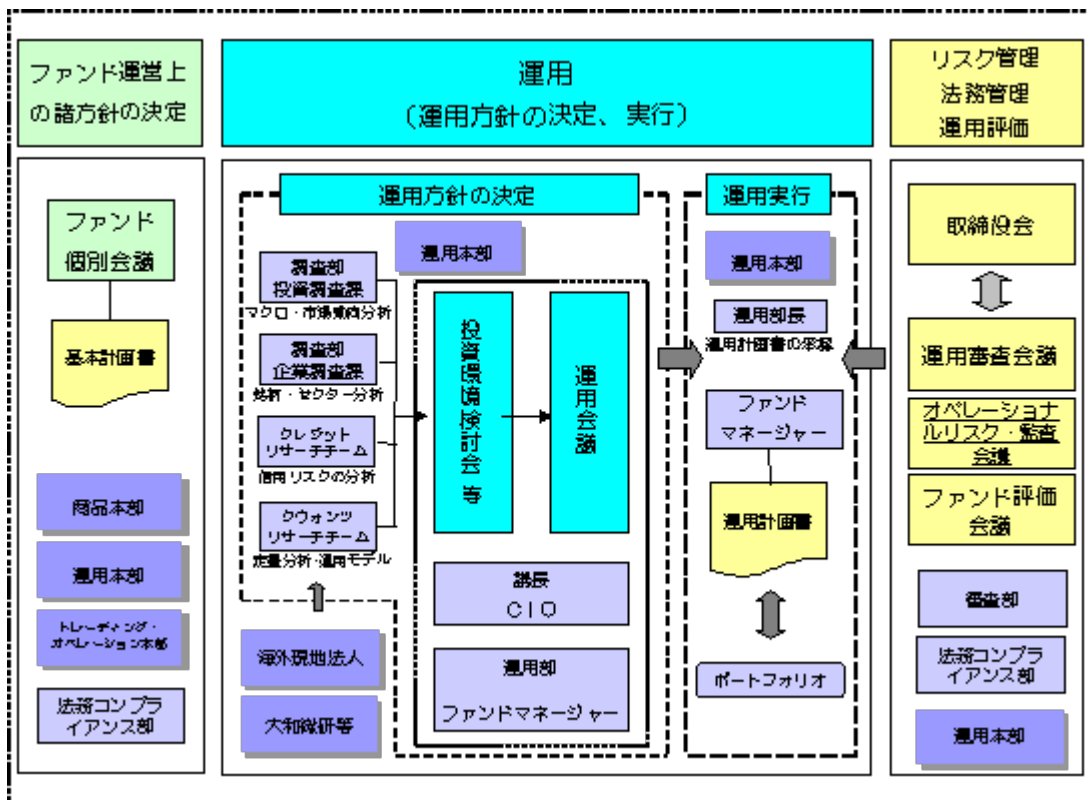 ファンド運営上
の諸方針の決定
運用
(運用方針の決定、実行)
リスク管理
法務管理
運用評価
ファンド
個別会議
基本計画書
商品本部
運用本部
トレーディング・
オペレーション本部
法務コンプラ
イアンス部
運用方針の決定
運用本部
調査部
投資調査課
マクロ・市場動向分析
調査部
企業調査課
銘柄・セクター分析
クレジット
リサーチチーム
信用リスクの分析
クウォンツ
リサーチチーム
定量分析・運用モデル
海外現地法人
大和総研等
投資環境検討会等
運用会議
議長
CIO
運用部
ファンドマネージャー
運用実行
運用本部
運用部長
運用計画書の承認
ファンド
マネージャー
運用計画書
ポートフォリオ
取締役会
運用審査会議
オペレーショナ
ルリスク・監査
会議
ファンド評価
会議
審査部
法務コンプラ
イアンス部
運用本部